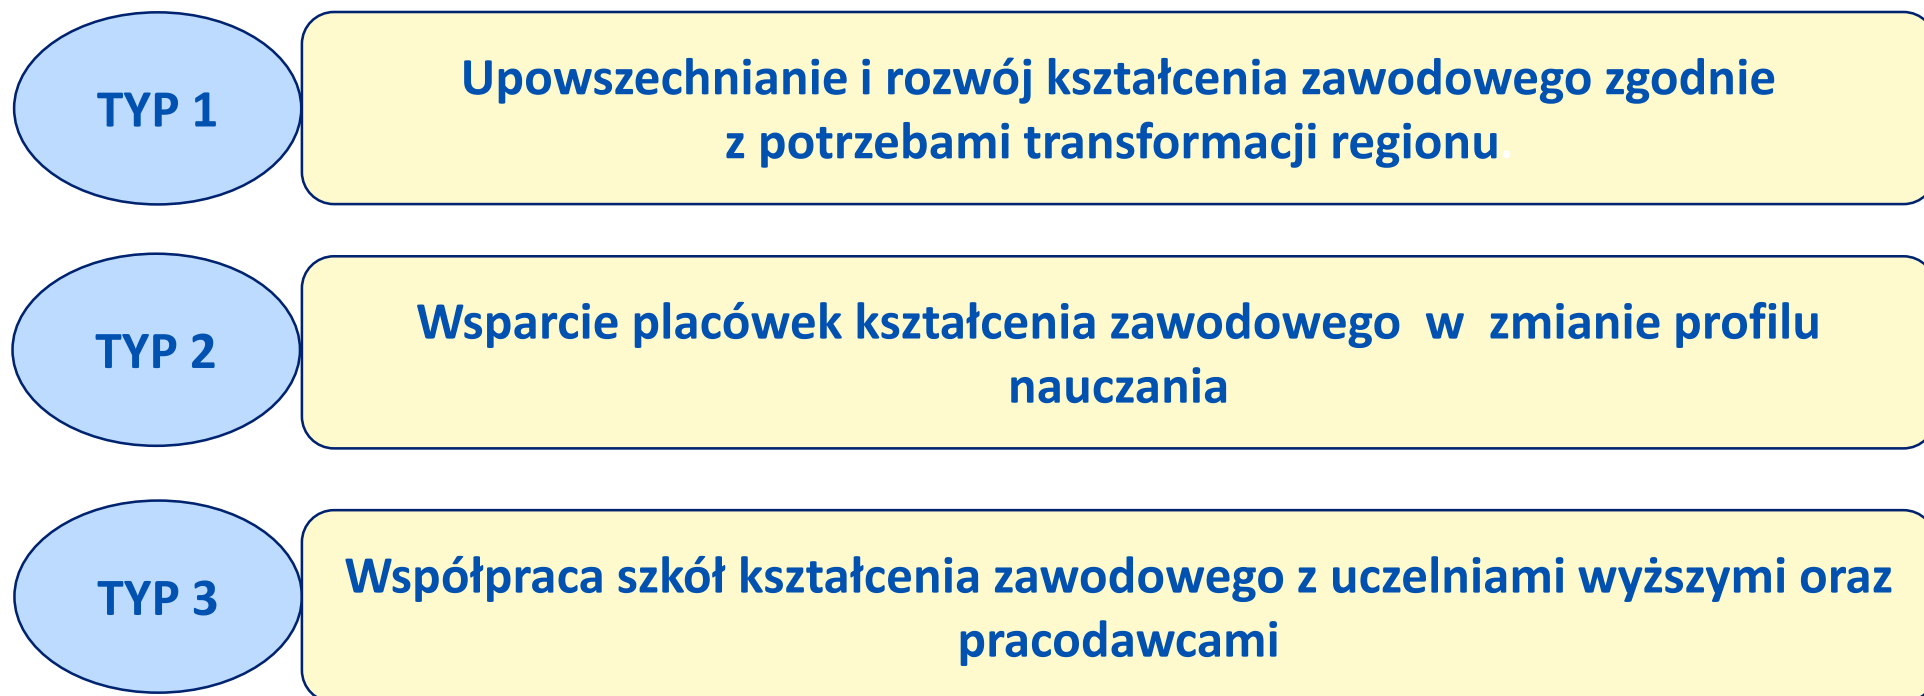 TYP 1
Upowszechnianie i rozwój kształcenia zawodowego zgodnie
z potrzebami transformacji regionu.
TYP 2
Wsparcie placówek kształcenia zawodowego  w  zmianie profilu
nauczania
TYP 3
Współpraca szkół kształcenia zawodowego z uczelniami wyższymi oraz
pracodawcami